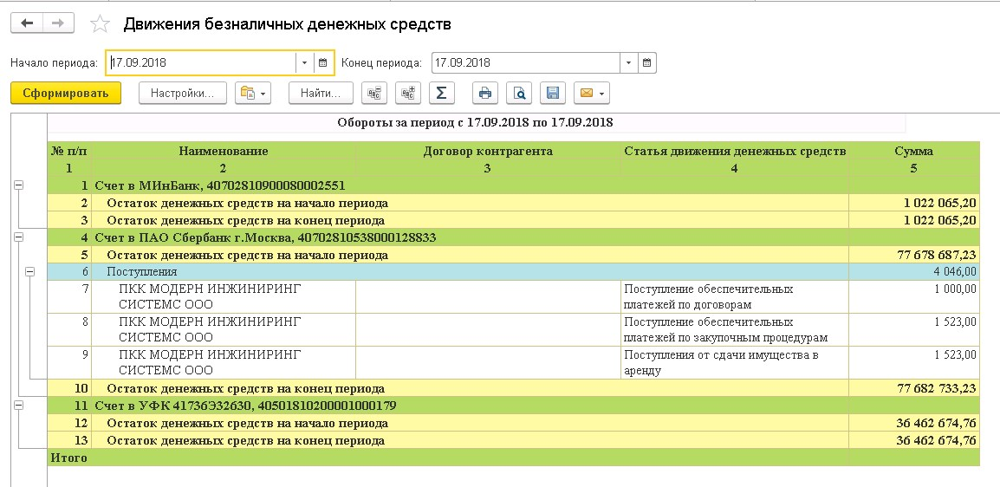 Движения безналичных денежных средств
Начало периода: 17.09.2018 Конец периода: 17.09.2018
Сформировать Настройки... Найти...
Обороты за период с 17.09.2018 по 17.09.2018
№ п/п Наименование Договор контрагента Статья движения денежных средств Сумма
1 2 3 4 5
1 Счет в МИнБанк, 40702810900080002551
2 Остаток денежных средств на начало периода 1 022 065,20
3 Остаток денежных средств на конец периода 1 022 065,20
4 Счет в ПАО Сбербанк г.Москва, 40702810538000128833
5 Остаток денежных средств на начало периода 77 678 687,23
6 Поступления 4 046,00
7 ПКК МОДЕРН ИНЖИНИРИНГ Поступление обеспечительных 1 000,00
СИСТЕМС ООО платежей по договорам
8 ПКК МОДЕРН ИНЖИНИРИНГ Поступление обеспечительных 1 523,00
СИСТЕМС ООО платежей по закупочным процедурам
9 ПКК МОДЕРН ИНЖИНИРИНГ Поступления от сдачи имущества в 1 523,00
СИСТЕМС ООО аренду
10 Остаток денежных средств на конец периода 77 682 733,23
11 Счет в УФК 41736Э32630, 40501810200001000179
12 Остаток денежных средств на начало периода 36 462 674,76
13 Остаток денежных средств на конец периода 36 462 674,76
Итого